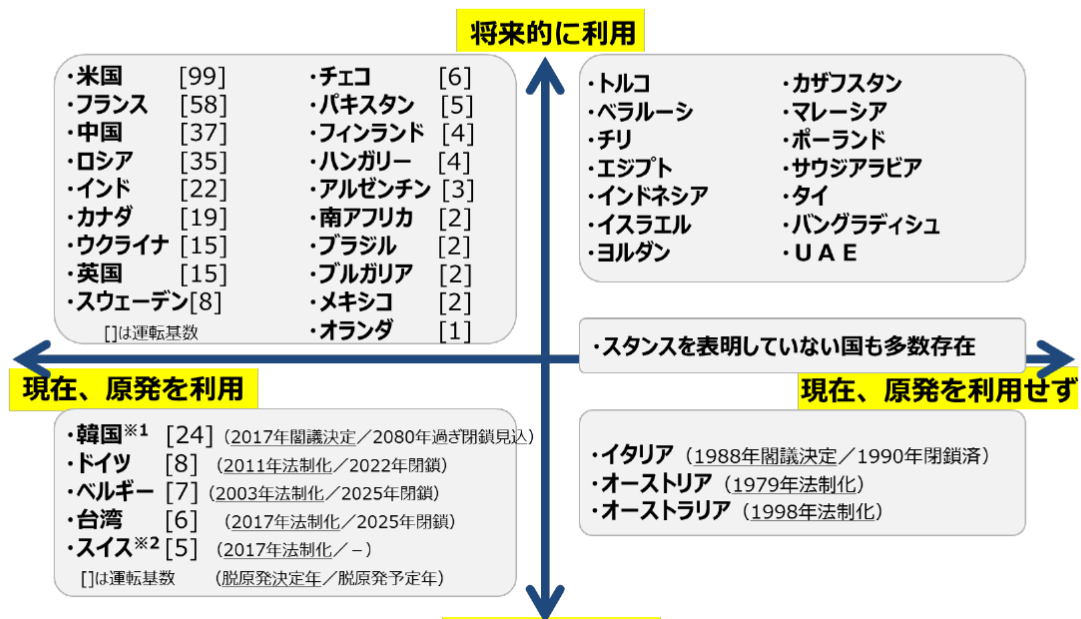 将来的に利用
・米国 [99]
・フランス [58]
・中国 [37]
・ロシア [35]
・インド [22]
・カナダ [19]
・ウクライナ [15]
・英国 [15]
・スウェーデン[8]
[]は運転基数
・チェコ [6]
・パキスタン [5]
・フィンランド [4]
・ハンガリー [4]
・アルゼンチン [3]
・南アフリカ [2]
・ブラジル [2]
・ブルガリア [2]
・メキシコ [2]
・オランダ [1]
・トルコ
・ベラルーシ
・チリ
・エジプト
・インドネシア
・イスラエル
・ヨルダン
・カザフスタン
・マレーシア
・ポーランド
・サウジアラビア
・タイ
・バングラディシュ
・ＵＡＥ
・スタンスを表明していない国も多数存在
現在、原発を利用
現在、原発を利用せず
・韓国※1 [24] (2017年閣議決定／2080年過ぎ閉鎖見込)
・ドイツ [8] (2011年法制化／2022年閉鎖)
・ベルギー [7] (2003年法制化／2025年閉鎖)
・台湾 [6] (2017年法制化／2025年閉鎖)
・スイス※2 [5] (2017年法制化／−)
[]は運転基数 (脱原発決定年／脱原発予定年)
・イタリア (1988年閣議決定／1990年閉鎖済)
・オーストリア (1979年法制化)
・オーストラリア (1998年法制化)